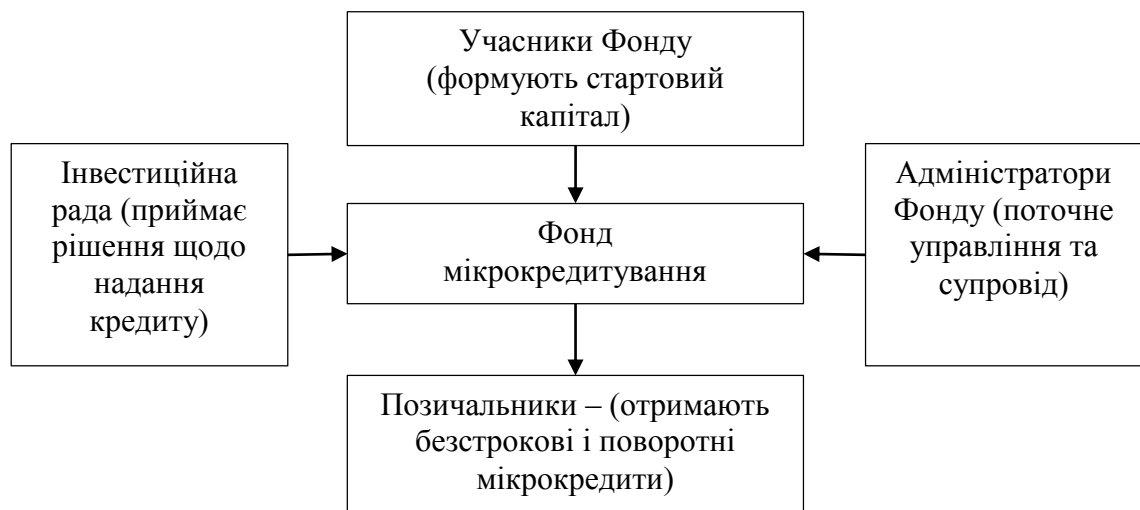 Учасники Фонду
(формують стартовий
капітал)
Інвестиційна
рада (приймає
рішення щодо
надання
кредиту)
Фонд
мікрокредитування
Адміністратори
Фонду (поточне
управління та
супровід)
Позичальники – (отримають
безстрокові і поворотні
мікрокредити)